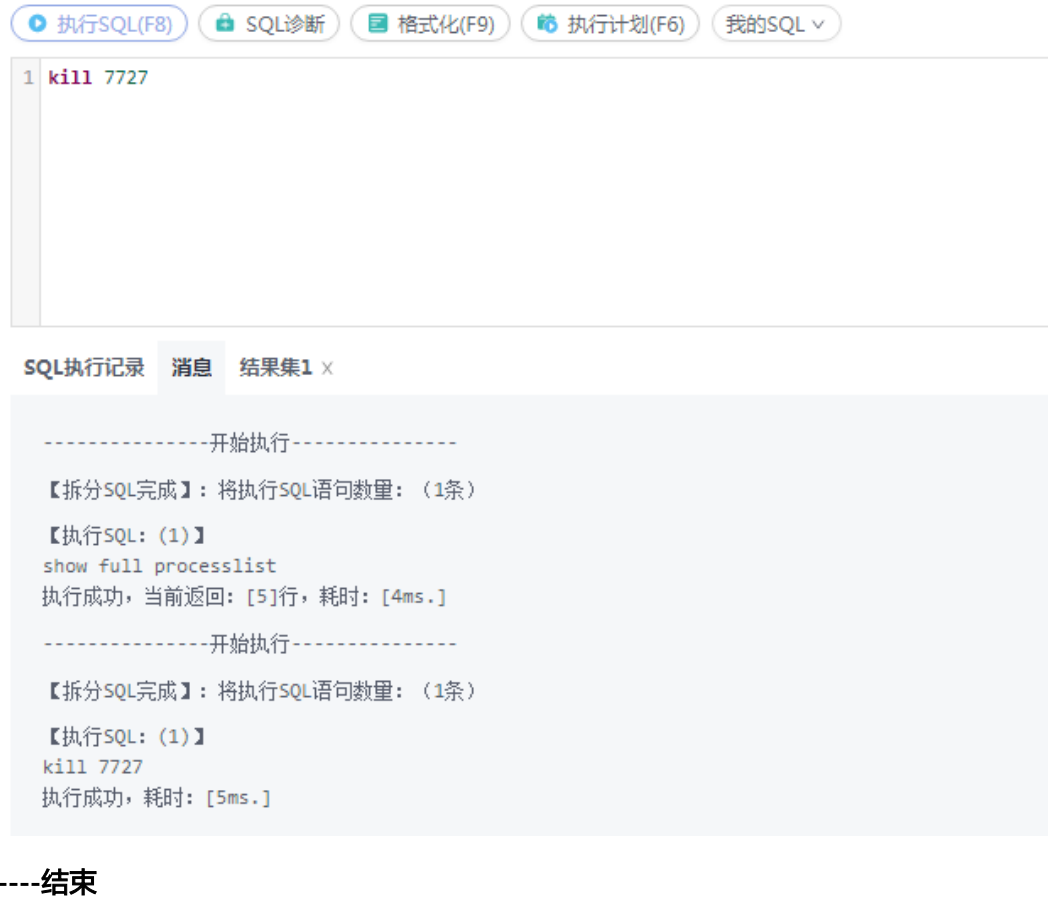 执行SQL(F8) SQL诊断 格式化(F9) 执行计划(F6) 我的SQL
1 kill 7727
SQL执行记录 消息 结果集1 x
---------------开始执行---------------
【拆分SQL完成】：将执行SQL语句数量：（1条）
【执行SQL：(1)】
show full processlist
执行成功，当前返回：[5]行，耗时：[4ms.]
---------------开始执行---------------
【拆分SQL完成】：将执行SQL语句数量：（1条）
【执行SQL：(1)】
kill 7727
执行成功，耗时：[5ms.]
----结束